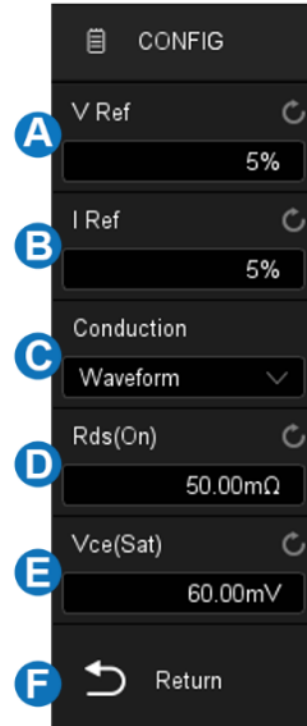 CONFIG
A
V Ref
5%
B
I Ref
5%
C
Conduction
Waveform
D
Rds(On)
50.00mΩ
E
Vce(Sat)
60.00mV
F
Return